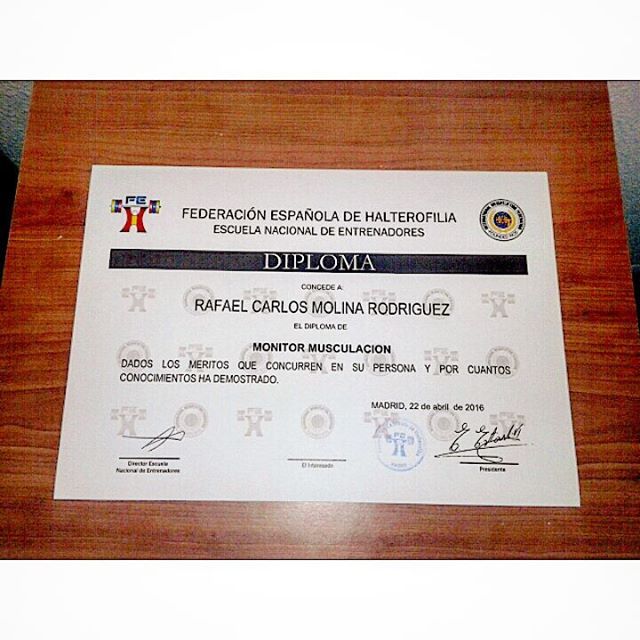 FE
FEDERACIÓN ESPAÑOLA DE HALTEROFILIA
ESCUELA NACIONAL DE ENTRENADORES
DIPLOMA
CONCEDE A:
RAFAEL CARLOS MOLINA RODRIGUEZ
EL DIPLOMA DE
MONITOR MUSCULACION
DADOS LOS MERITOS QUE CONCURREN EN SU PERSONA Y POR CUANTOS
CONOCIMIENTOS HA DEMOSTRADO.
MADRID, 22 de abril de 2016
Director Escuela
Nacional de Entrenadores
El Interesado
Presidente